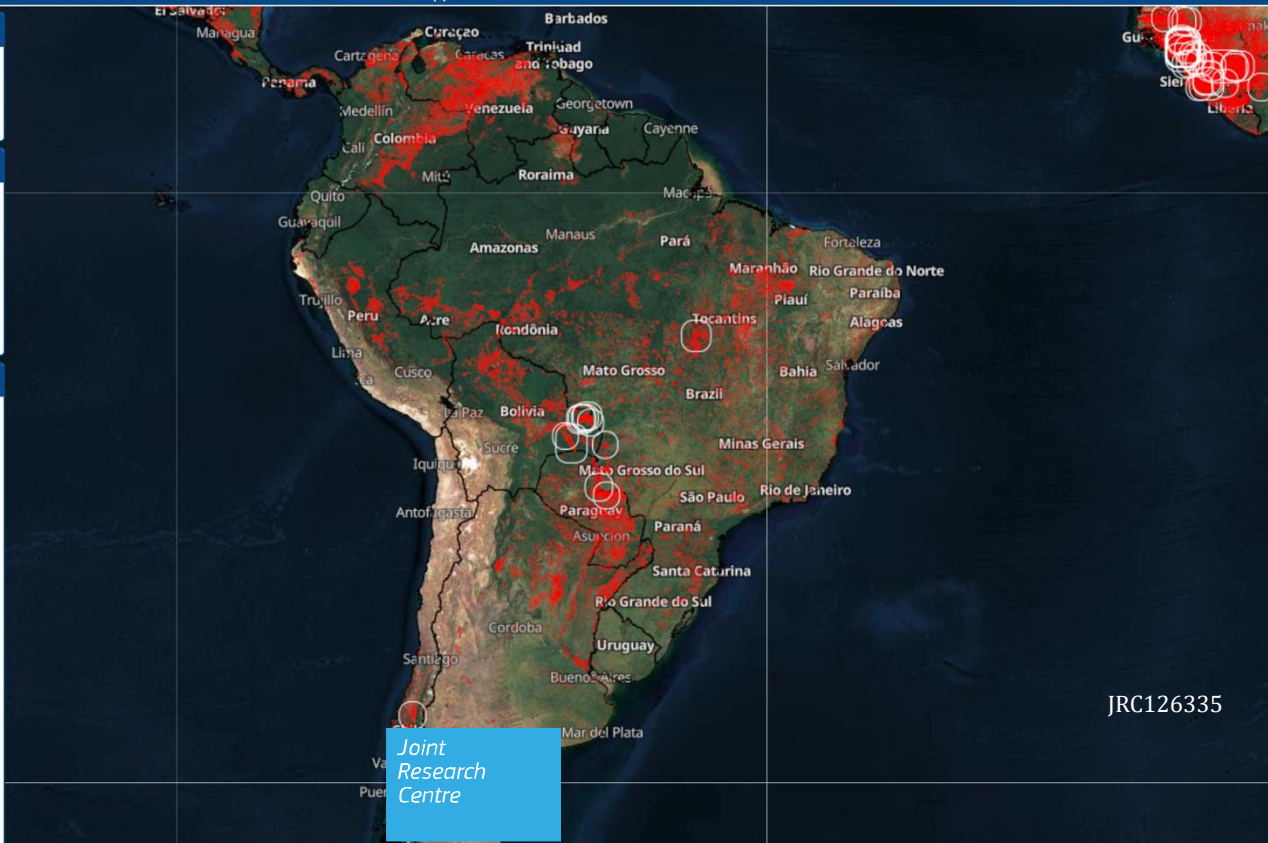 El Salvador
Barbados
Managua
Curaçao
Cartagena
Caracas
Trinidad
and Tobago
Panama
Medellín
Venezuela
Georgetown
Colombia
Guyana
Cayenne
Cali
Mitú
Roraima
Quito
Macapá
Guayaquil
Manaus
Pará
Fortaleza
Amazonas
Maranhão
Rio Grande do Norte
Trujillo
Piauí
Paraíba
Peru
Acre
Tocantins
Alagoas
Rondônia
Lima
Cusco
Mato Grosso
Bahia
Salvador
Brazil
La Paz
Bolivia
Minas Gerais
Sucre
Iquique
Mato Grosso do Sul
Rio de Janeiro
São Paulo
Antofagasta
Paraguay
Paraná
Asuncion
Santa Catarina
Rio Grande do Sul
Cordoba
Uruguay
Santiago
Buenos Aires
Mar del Plata
Liberia
JRC126335
Joint
Research
Centre